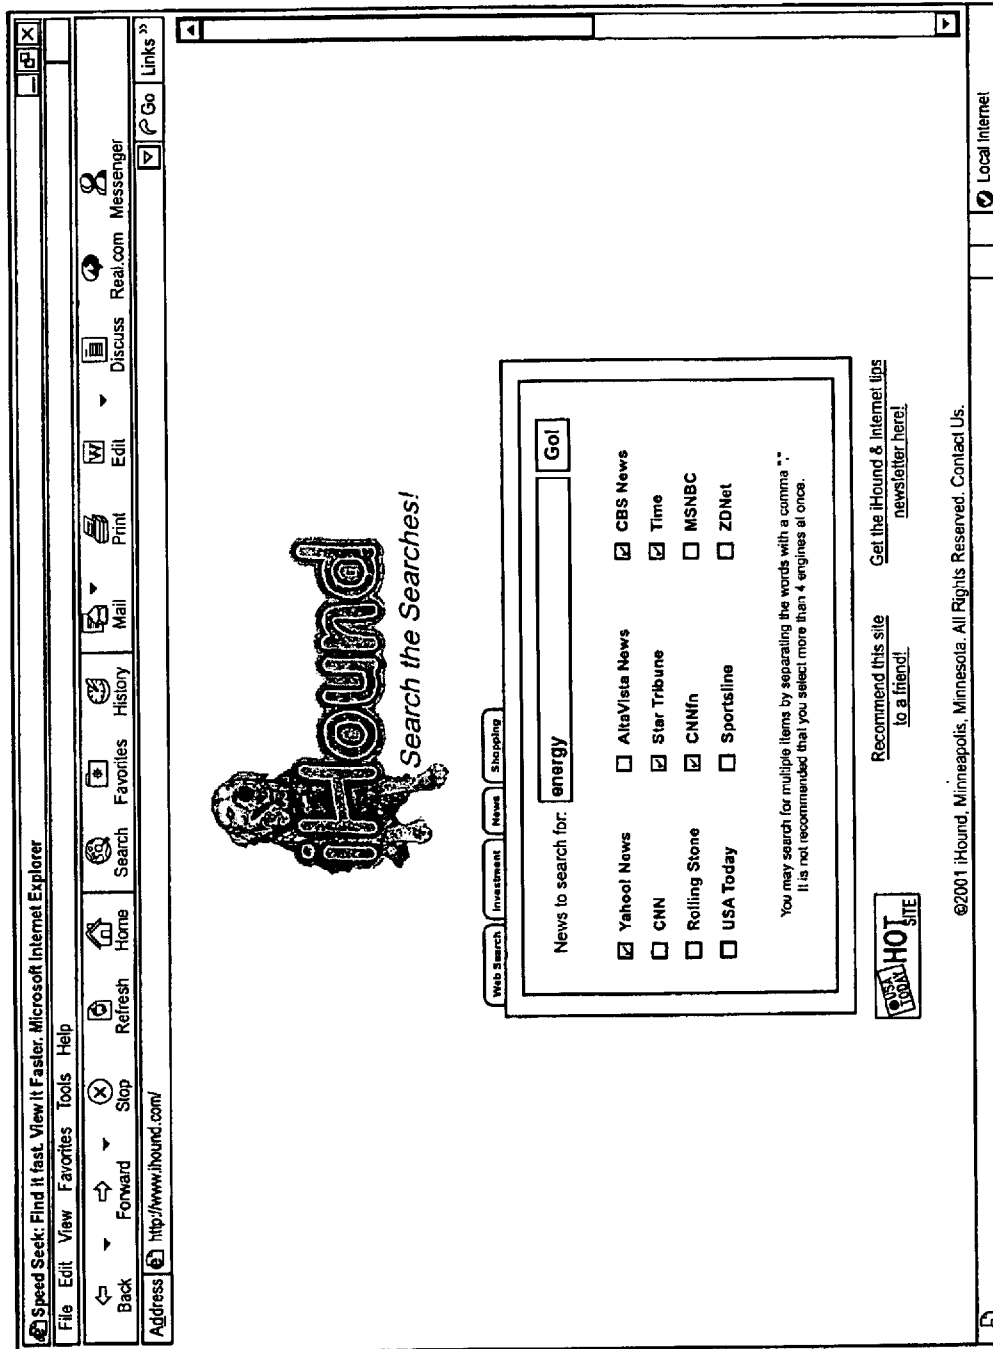 Speed Seek: Find it fast. View it Faster. Microsoft Internet Explorer
File Edit View Favorites Tools Help
Back Forward Stop Refresh Home Search Favorites History Mail Print Edit Discuss Real.com Messenger
Address http://www.ihound.com/ Go Links »
iHound
Search the Searches!
Web Search Investment News Shopping
News to search for: energy Go!
Yahoo! News AltaVista News CBS News
CNN Star Tribune Time
Rolling Stone CNNfn MSNBC
USA Today Sportsline ZDNet
You may search for multiple items by separating the words with a comma ","
It is not recommended that you select more than 4 engines at once.
USA TODAY HOT SITE
Recommend this site
to a friend!
Get the iHound & Internet tips
newsletter here!
©2001 iHound, Minneapolis, Minnesota. All Rights Reserved. Contact Us.
Local Internet